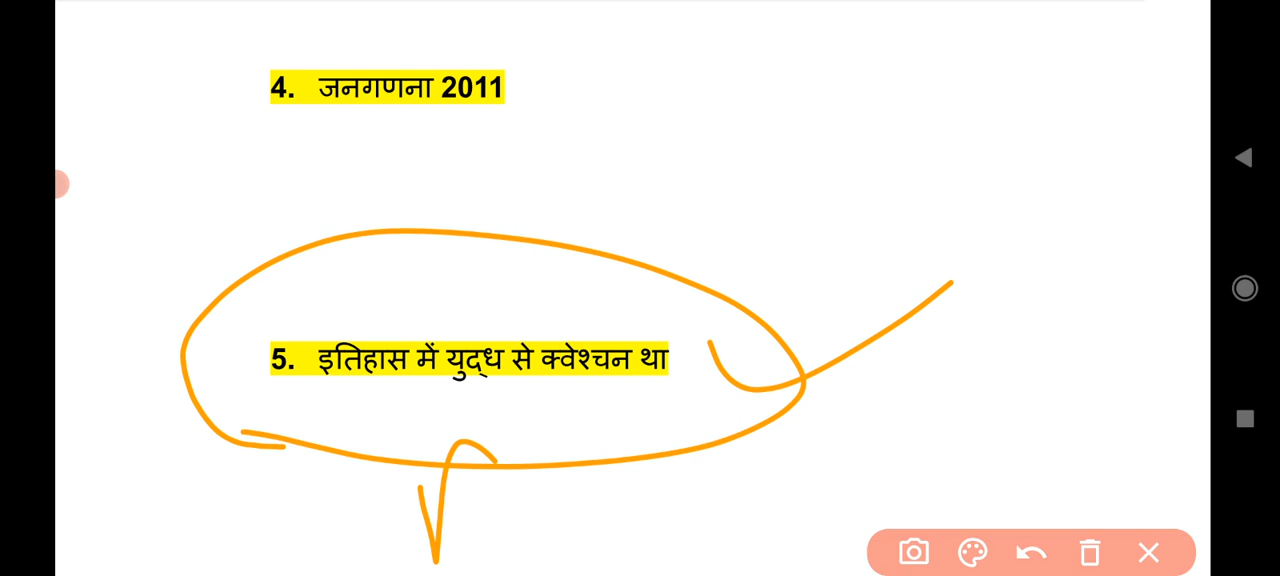 4. जनगणना 2011
5. इतिहास में युद्ध से क्वेश्चन था